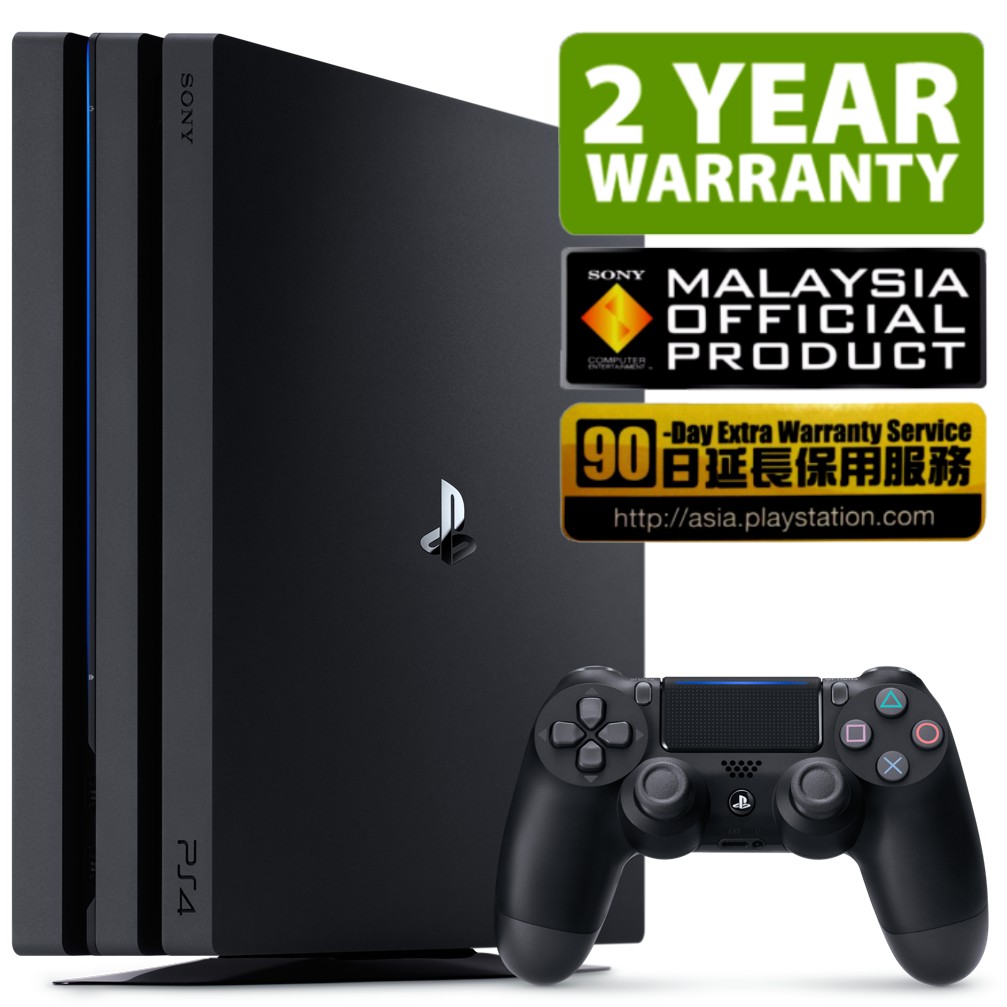 SONY
PS4
2 YEAR
WARRANTY
SONY
COMPUTER
ENTERTAINMENT
MALAYSIA
OFFICIAL
PRODUCT
90
-Day Extra Warranty Service
日延長保用服務
http://asia.playstation.com